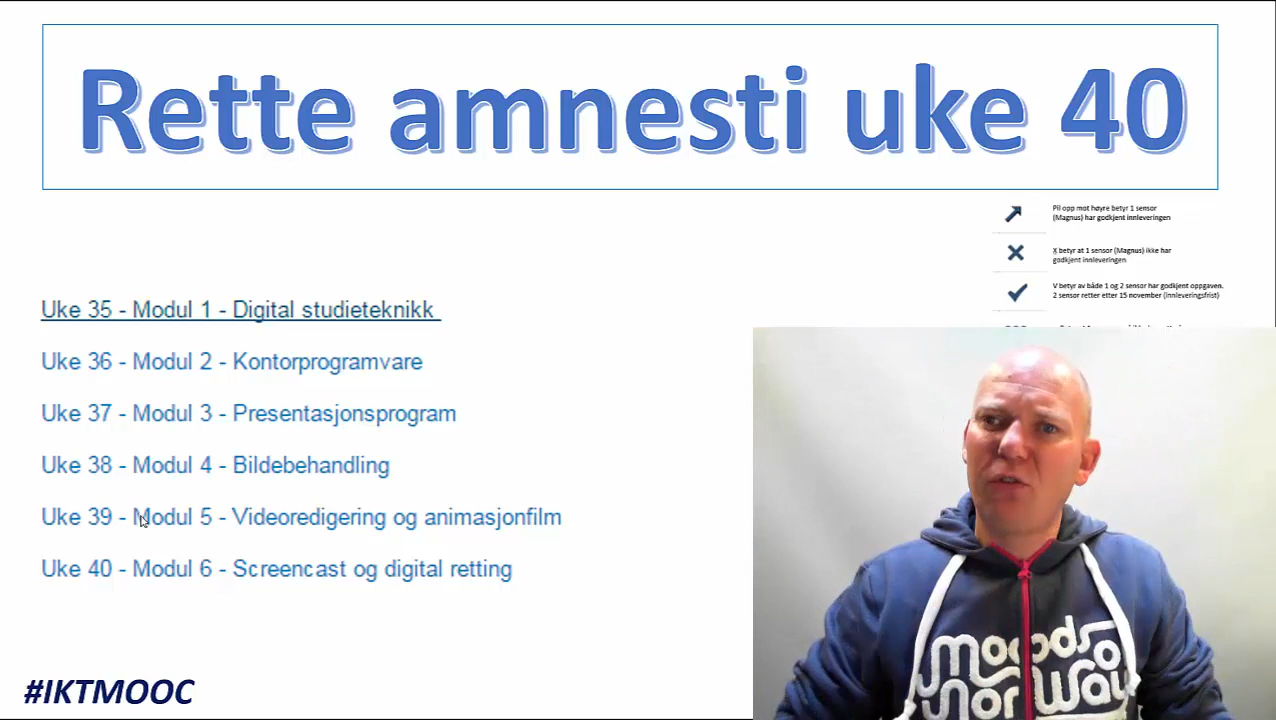 Rette amnesti uke 40
Pil opp mot høyre betyr 1 sensor
(Magnus) har godkjent innleveringen
X betyr at 1 sensor (Magnus) ikke har
godkjent innleveringen
V betyr av både 1 og 2 sensor har godkjent oppgaven.
2 sensor retter etter 15 november (innleveringsfrist)
Uke 35 - Modul 1 - Digital studieteknikk
Uke 36 - Modul 2 - Kontorprogramvare
Uke 37 - Modul 3 - Presentasjonsprogram
Uke 38 - Modul 4 - Bildebehandling
Uke 39 - Modul 5 - Videoredigering og animasjonfilm
Uke 40 - Modul 6 - Screencast og digital retting
moods of
Norway
#IKTMOOC